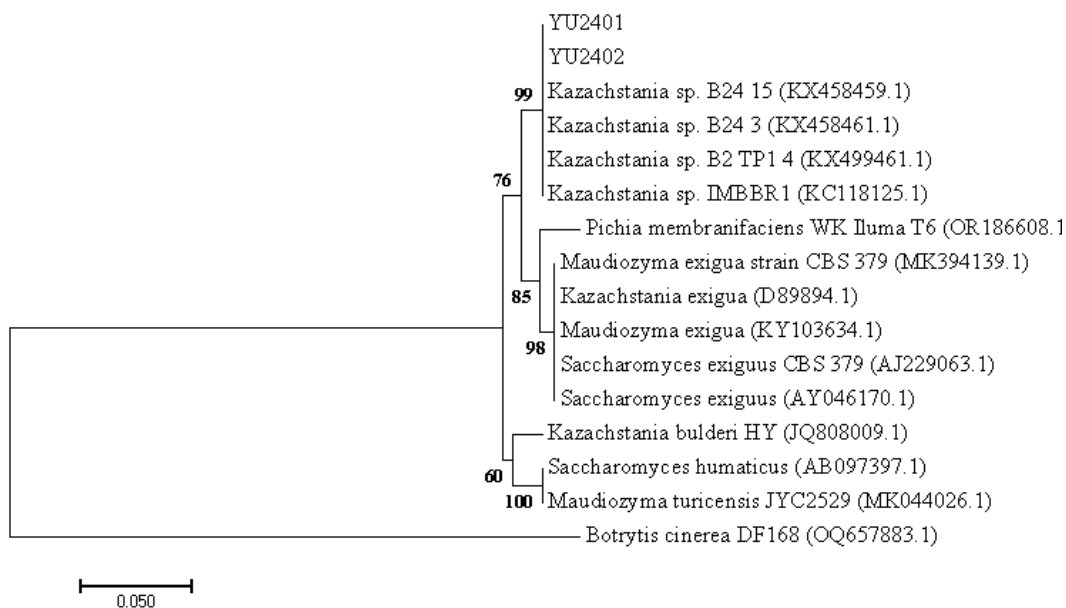 YU2401
YU2402
99
Kazachstania sp. B24 15 (KX458459.1)
Kazachstania sp. B24 3 (KX458461.1)
Kazachstania sp. B2 TP1 4 (KX499461.1)
76
Kazachstania sp. IMBBR1 (KC118125.1)
Pichia membranifaciens WK Iluma T6 (OR186608.1
Maudiozyma exigua strain CBS 379 (MK394139.1)
85
Kazachstania exigua (D89894.1)
Maudiozyma exigua (KY103634.1)
98
Saccharomyces exiguus CBS 379 (AJ229063.1)
Saccharomyces exiguus (AY046170.1)
Kazachstania bulderi HY (JQ808009.1)
Saccharomyces humaticus (AB097397.1)
60
100
Maudiozyma turicensis JYC2529 (MK044026.1)
Botrytis cinerea DF168 (OQ657883.1)
0.050